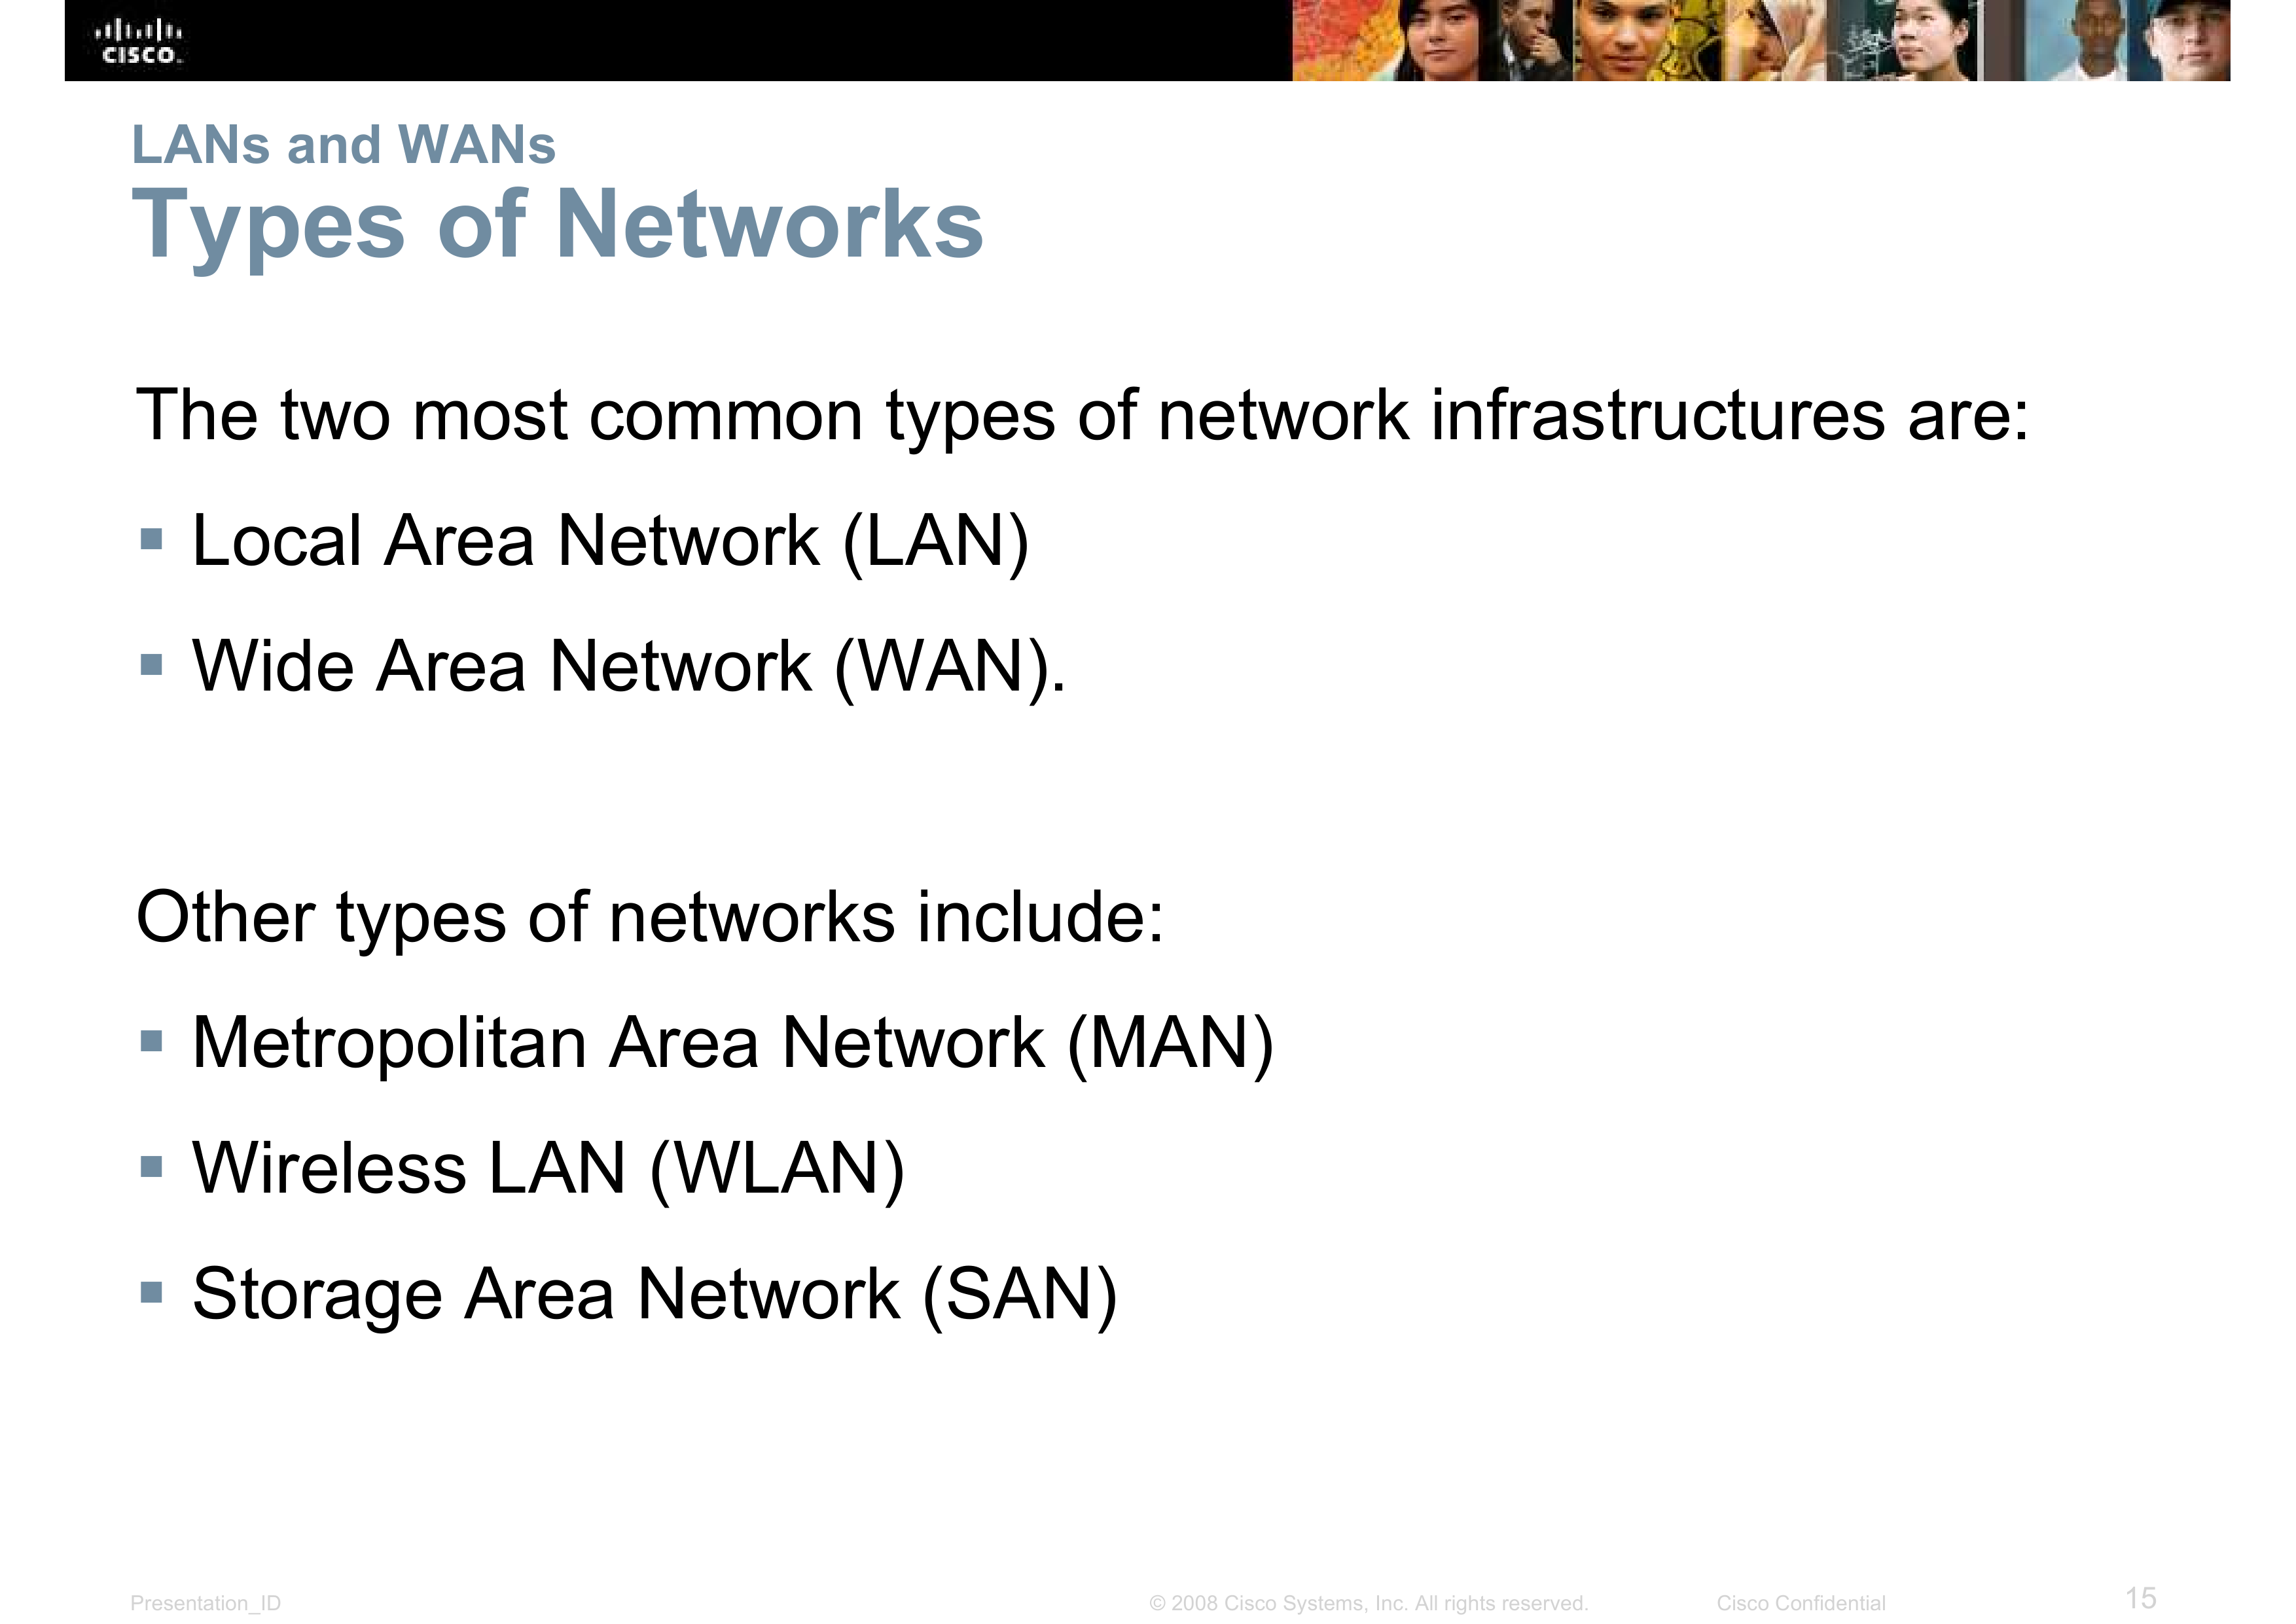 CISCO
LANs and WANs
Types of Networks
The two most common types of network infrastructures are:
▪ Local Area Network (LAN)
▪ Wide Area Network (WAN).
Other types of networks include:
▪ Metropolitan Area Network (MAN)
▪ Wireless LAN (WLAN)
▪ Storage Area Network (SAN)
Presentation_ID © 2008 Cisco Systems, Inc. All rights reserved. Cisco Confidential 15